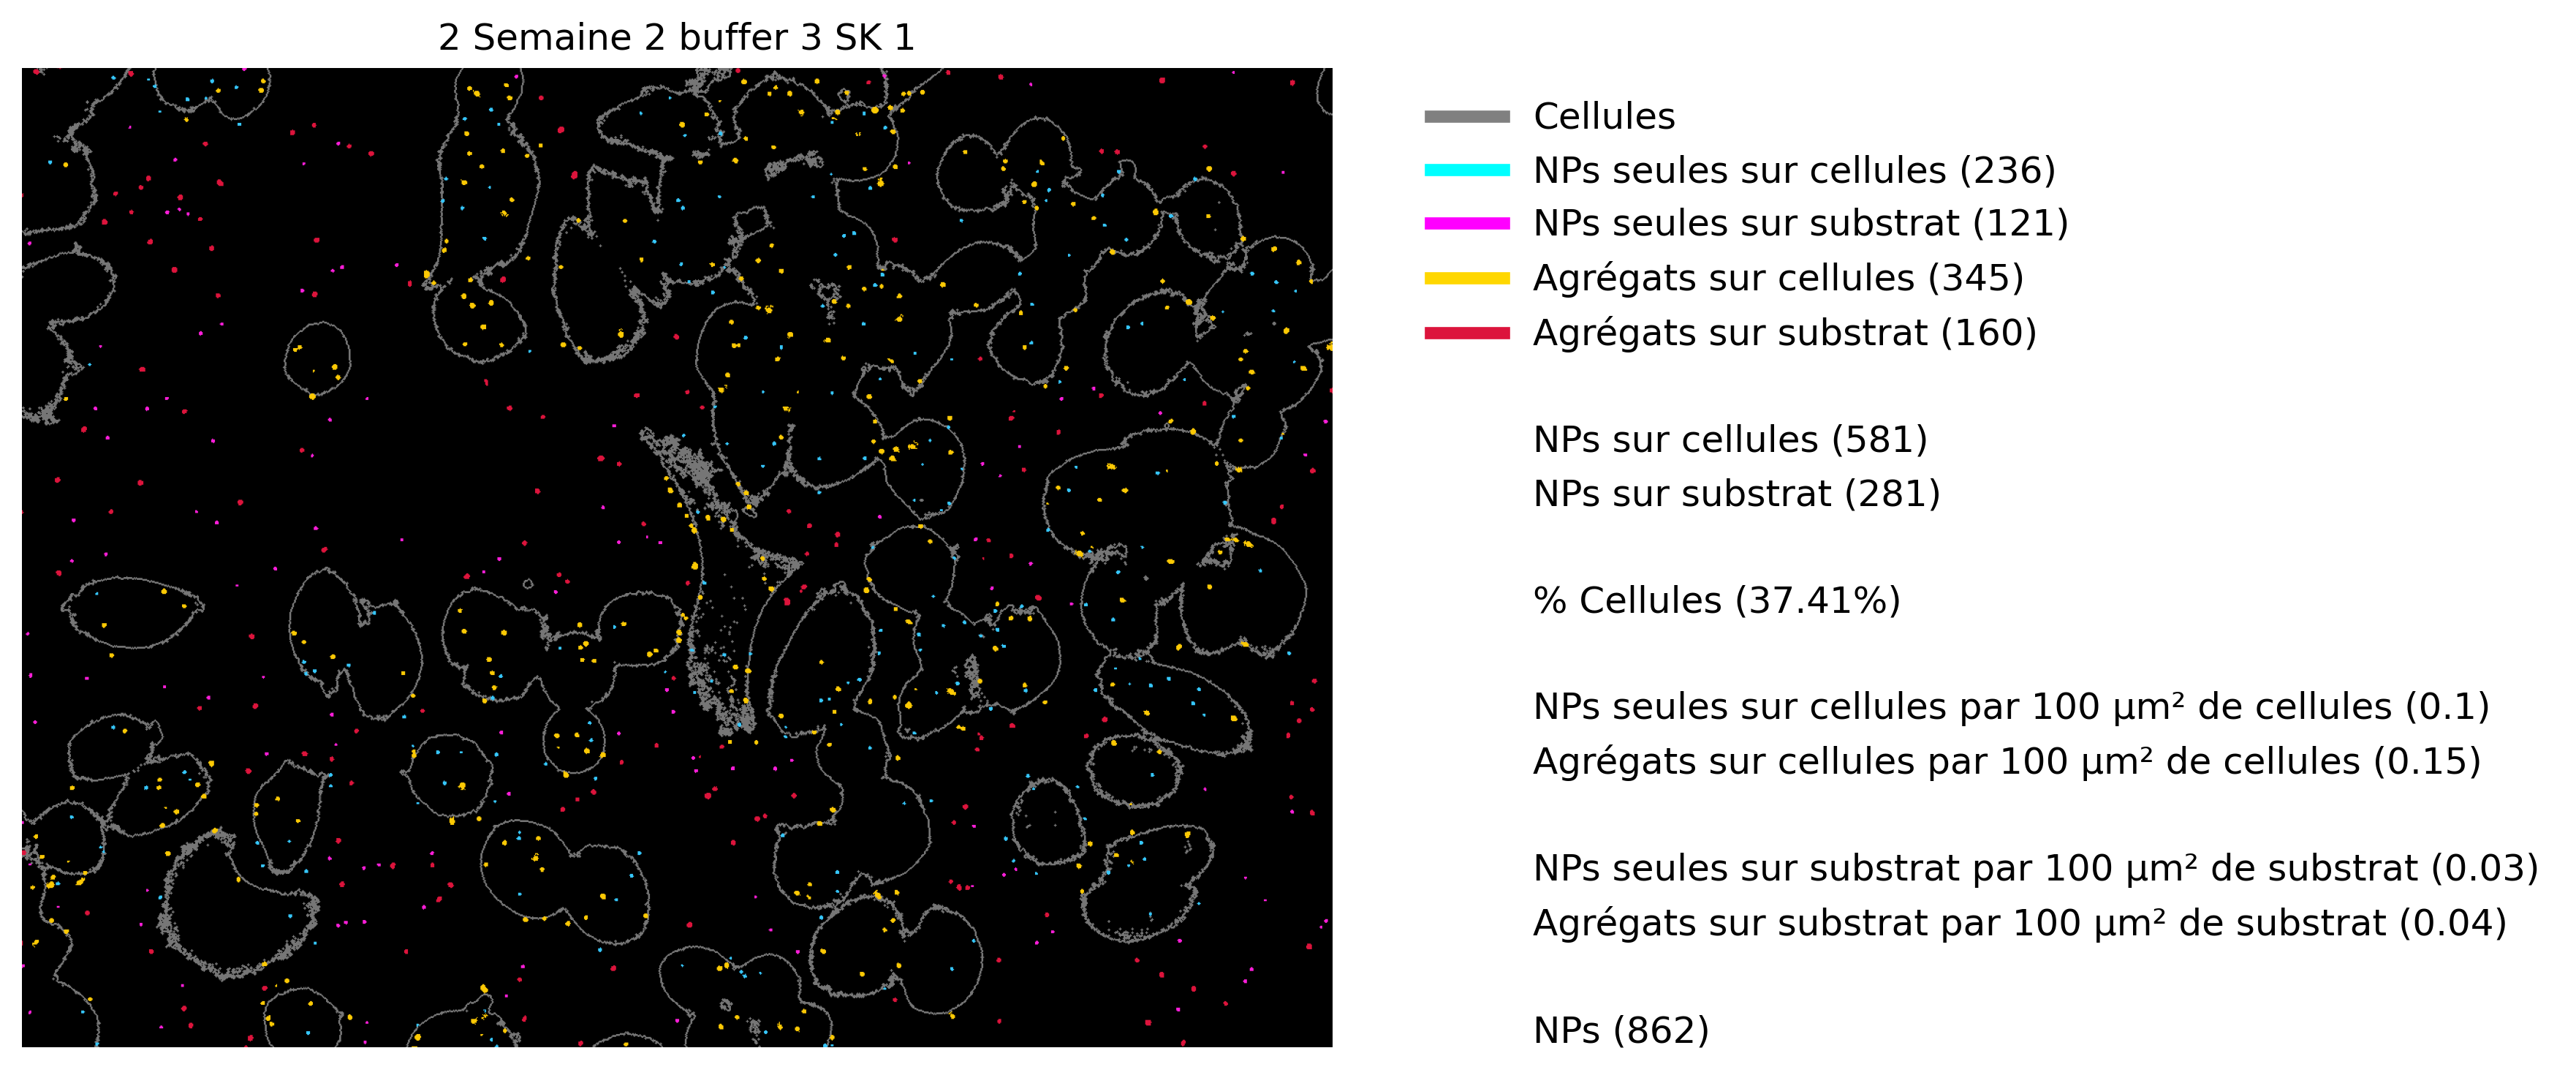 2 Semaine 2 buffer 3 SK 1
Cellules
NPs seules sur cellules (236)
NPs seules sur substrat (121)
Agrégats sur cellules (345)
Agrégats sur substrat (160)
NPs sur cellules (581)
NPs sur substrat (281)
% Cellules (37.41%)
NPs seules sur cellules par 100 µm² de cellules (0.1)
Agrégats sur cellules par 100 µm² de cellules (0.15)
NPs seules sur substrat par 100 µm² de substrat (0.03)
Agrégats sur substrat par 100 µm² de substrat (0.04)
NPs (862)